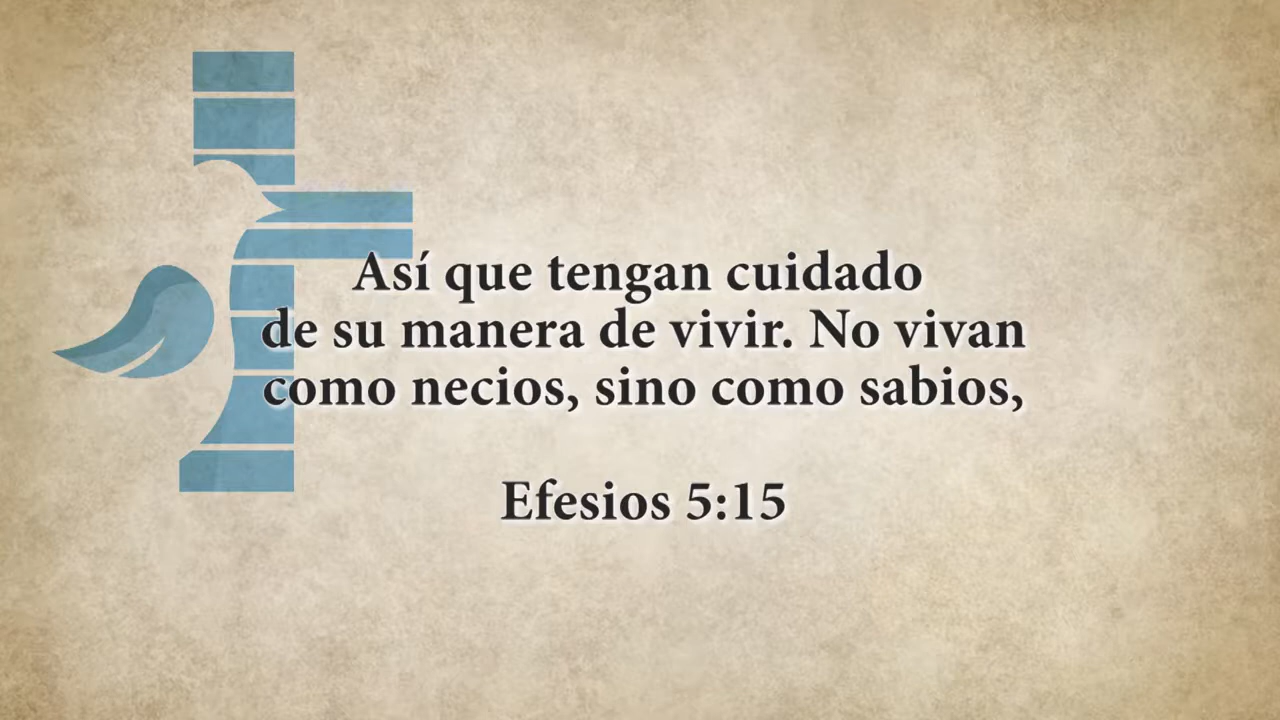 Así que tengan cuidado
de su manera de vivir. No vivan
como necios, sino como sabios,
Efesios 5:15